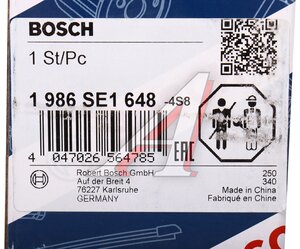 BOSCH
1 St/Pc
1 986 SE1 648 -4S8
4 047026 564785
EAC
Robert Bosch GmbH
Auf der Breit 4
76227 Karlsruhe
GERMANY
250
340
Made in China
Fabriqué en Chine